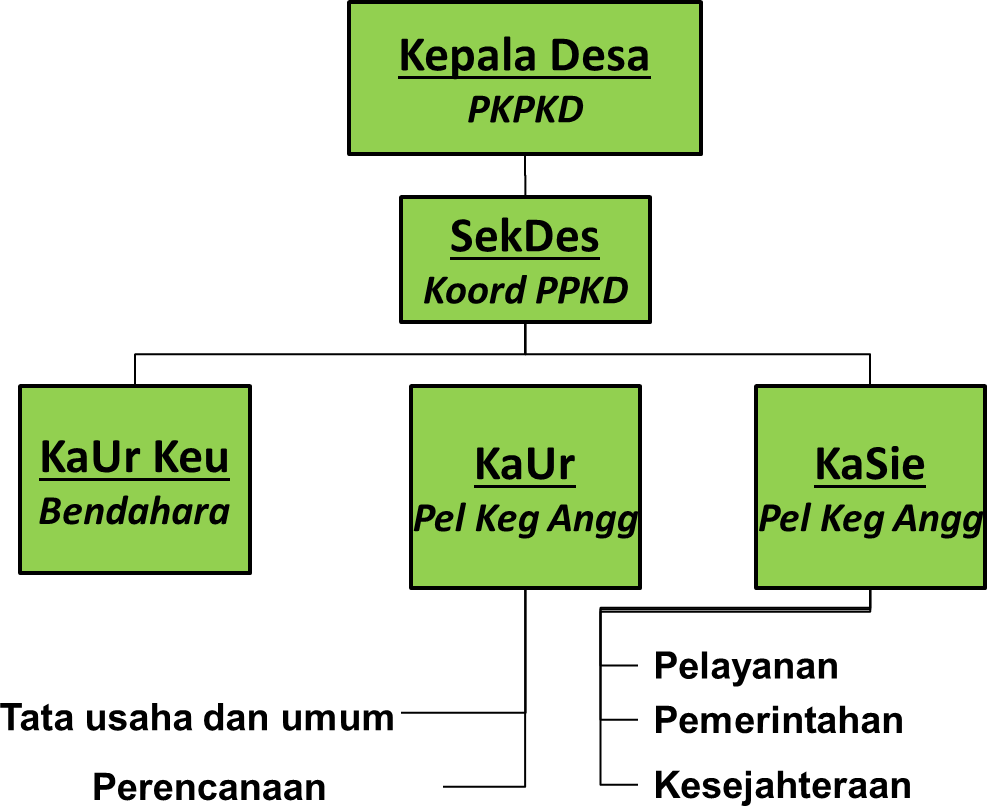 Kepala Desa
PKPKD
SekDes
Koord PPKD
KaUr Keu
Bendahara
KaUr
Pel Keg Angg
KaSie
Pel Keg Angg
Tata usaha dan umum
Perencanaan
Pelayanan
Pemerintahan
Kesejahteraan